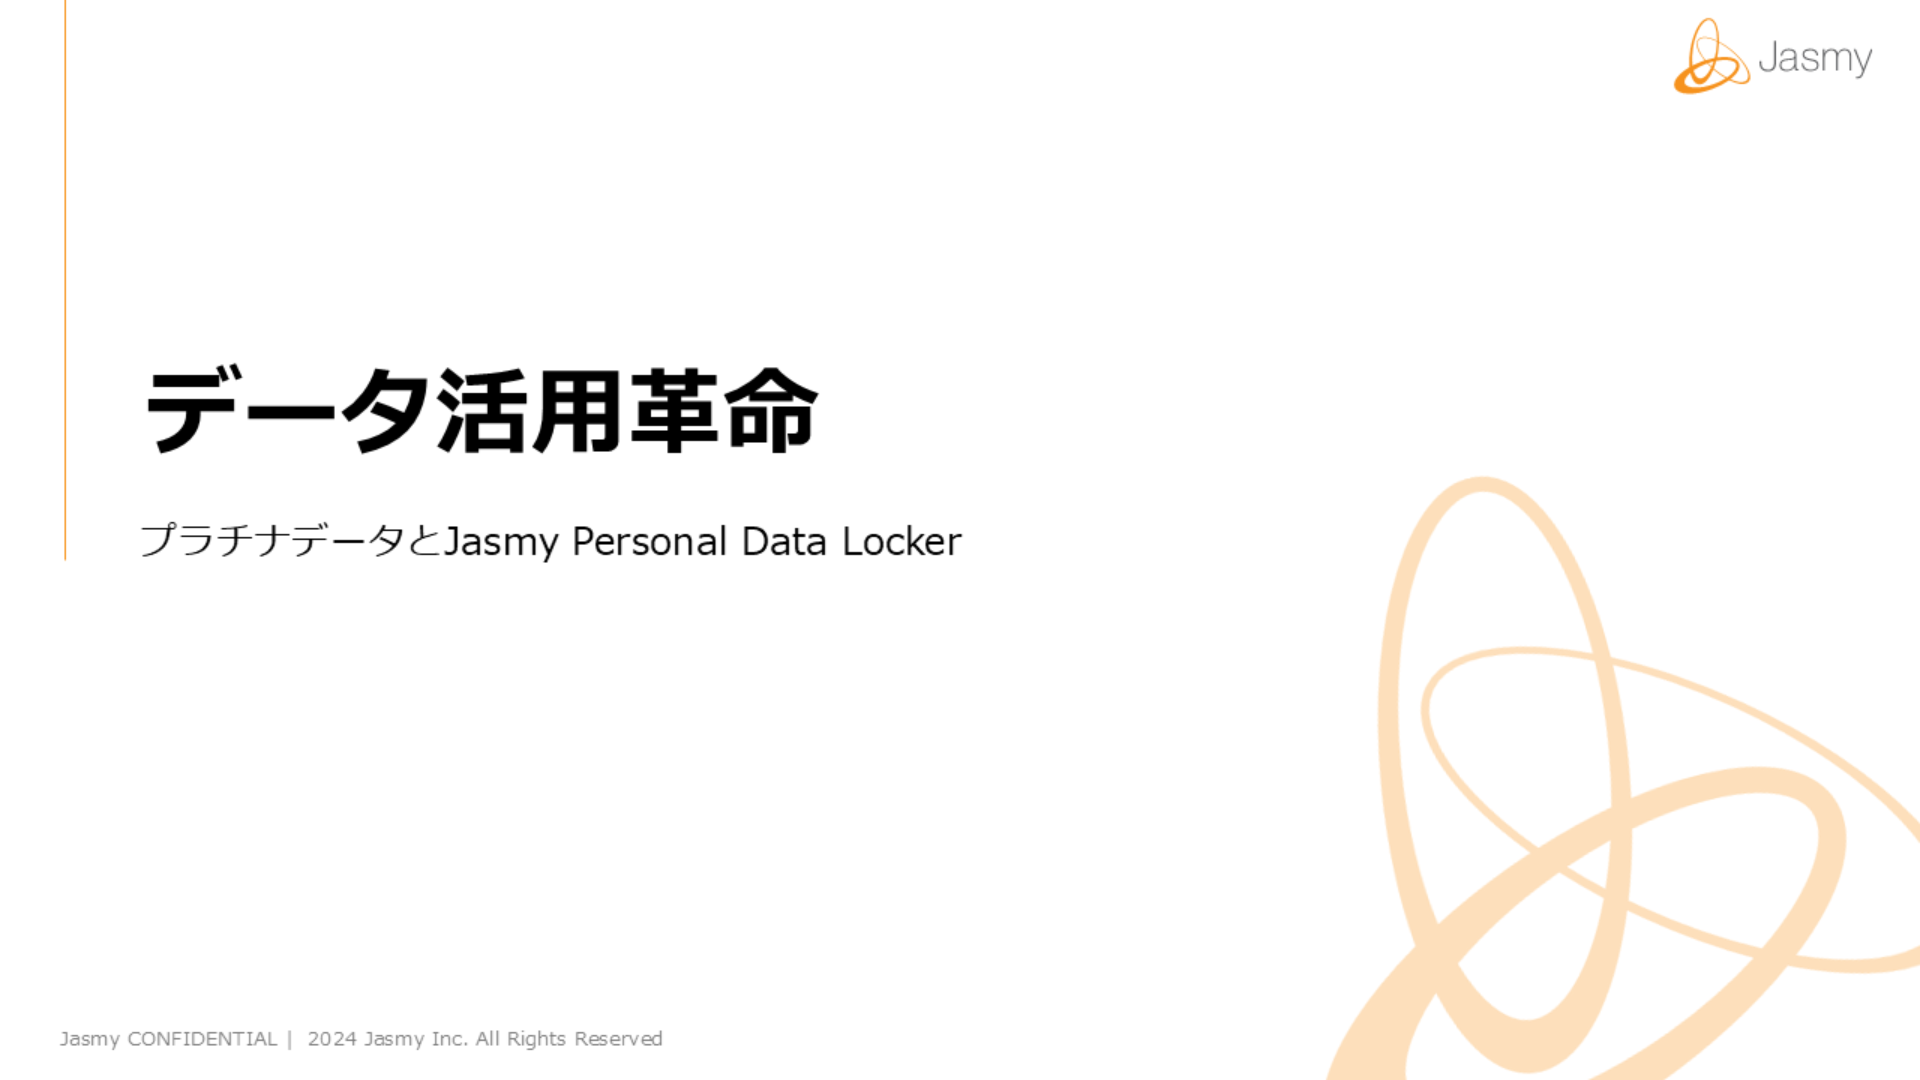 Jasmy
データ活用革命
プラチナデータとJasmy Personal Data Locker
Jasmy CONFIDENTIAL | 2024 Jasmy Inc. All Rights Reserved